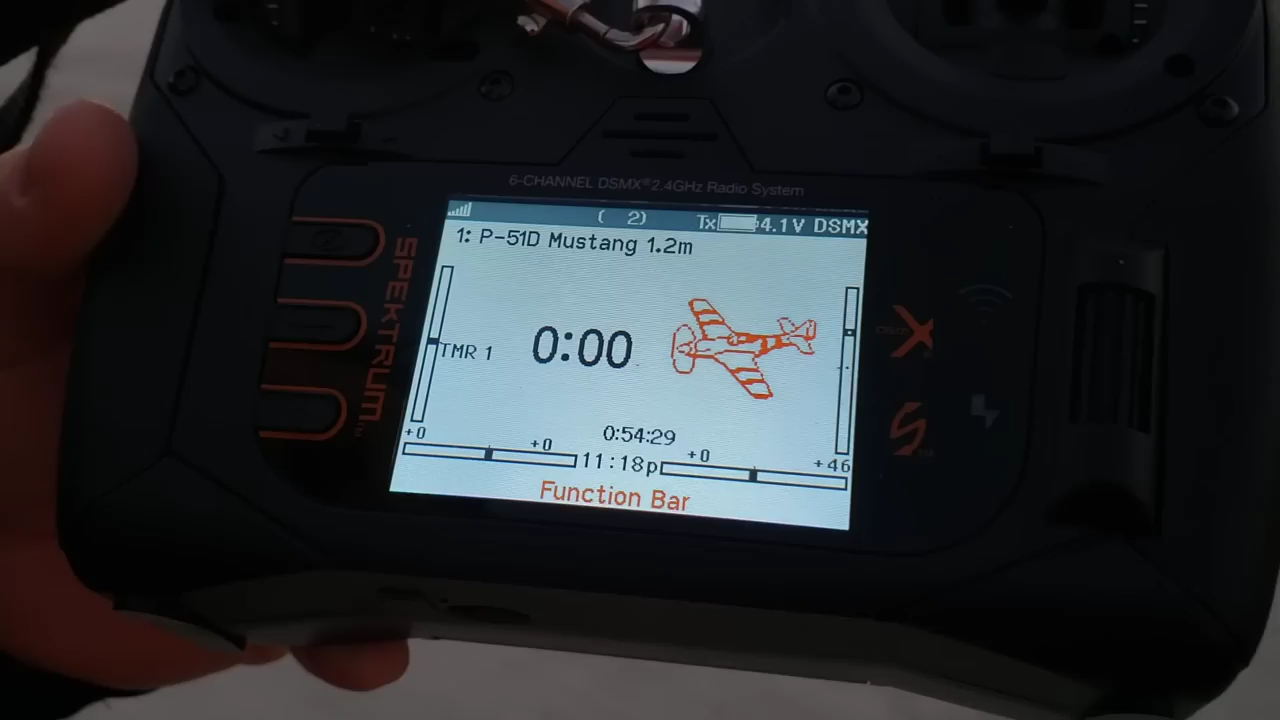 6-CHANNEL DSMX® 2.4GHz Radio System
( 2) Tx 4.1V DSMX
1: P-51D Mustang 1.2m
SPEKTRUM
TMR 1 0:00
0:54:29
+0 +0 +0 +46
11:18p
Function Bar